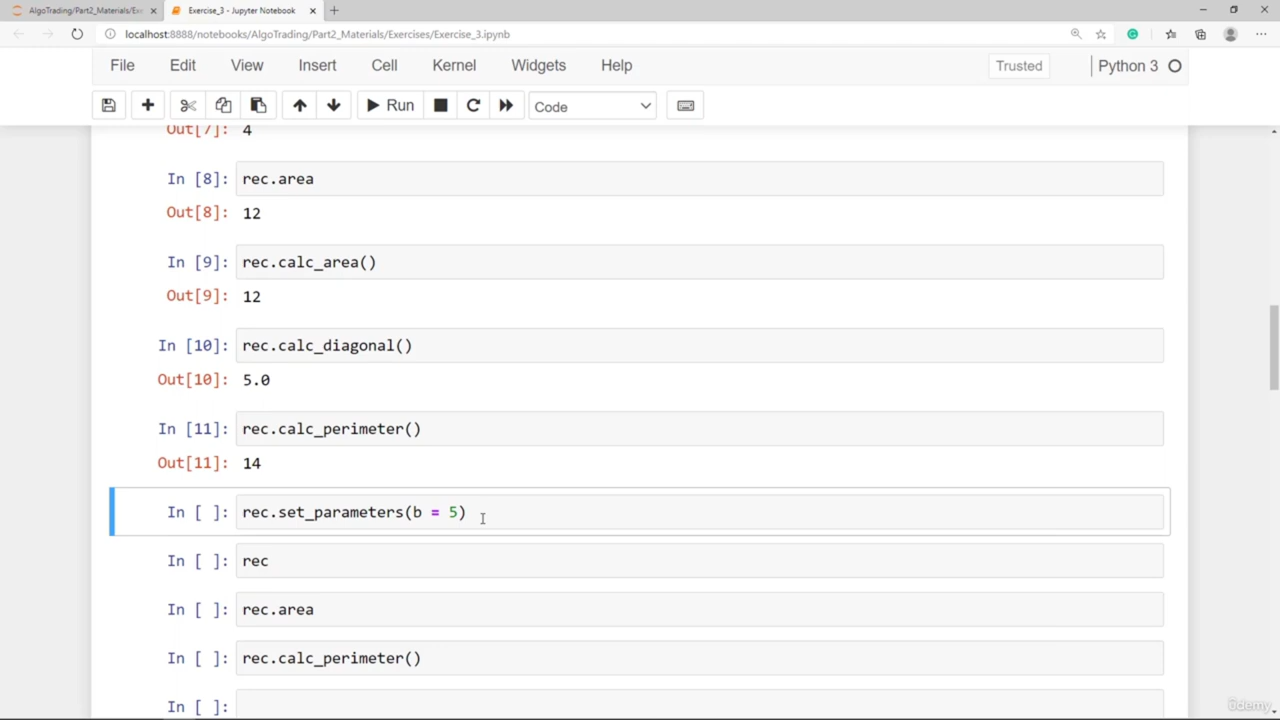 AlgoTrading/Part2_Materials/Exe
Exercise_3 - Jupyter Notebook
localhost:8888/notebooks/AlgoTrading/Part2_Materials/Exercises/Exercise_3.ipynb
File Edit View Insert Cell Kernel Widgets Help Trusted Python 3
Run Code
Out[7]: 4
In [8]: rec.area
Out[8]: 12
In [9]: rec.calc_area()
Out[9]: 12
In [10]: rec.calc_diagonal()
Out[10]: 5.0
In [11]: rec.calc_perimeter()
Out[11]: 14
In [ ]: rec.set_parameters(b = 5)
In [ ]: rec
In [ ]: rec.area
In [ ]: rec.calc_perimeter()
In [ ]:
ûdemy